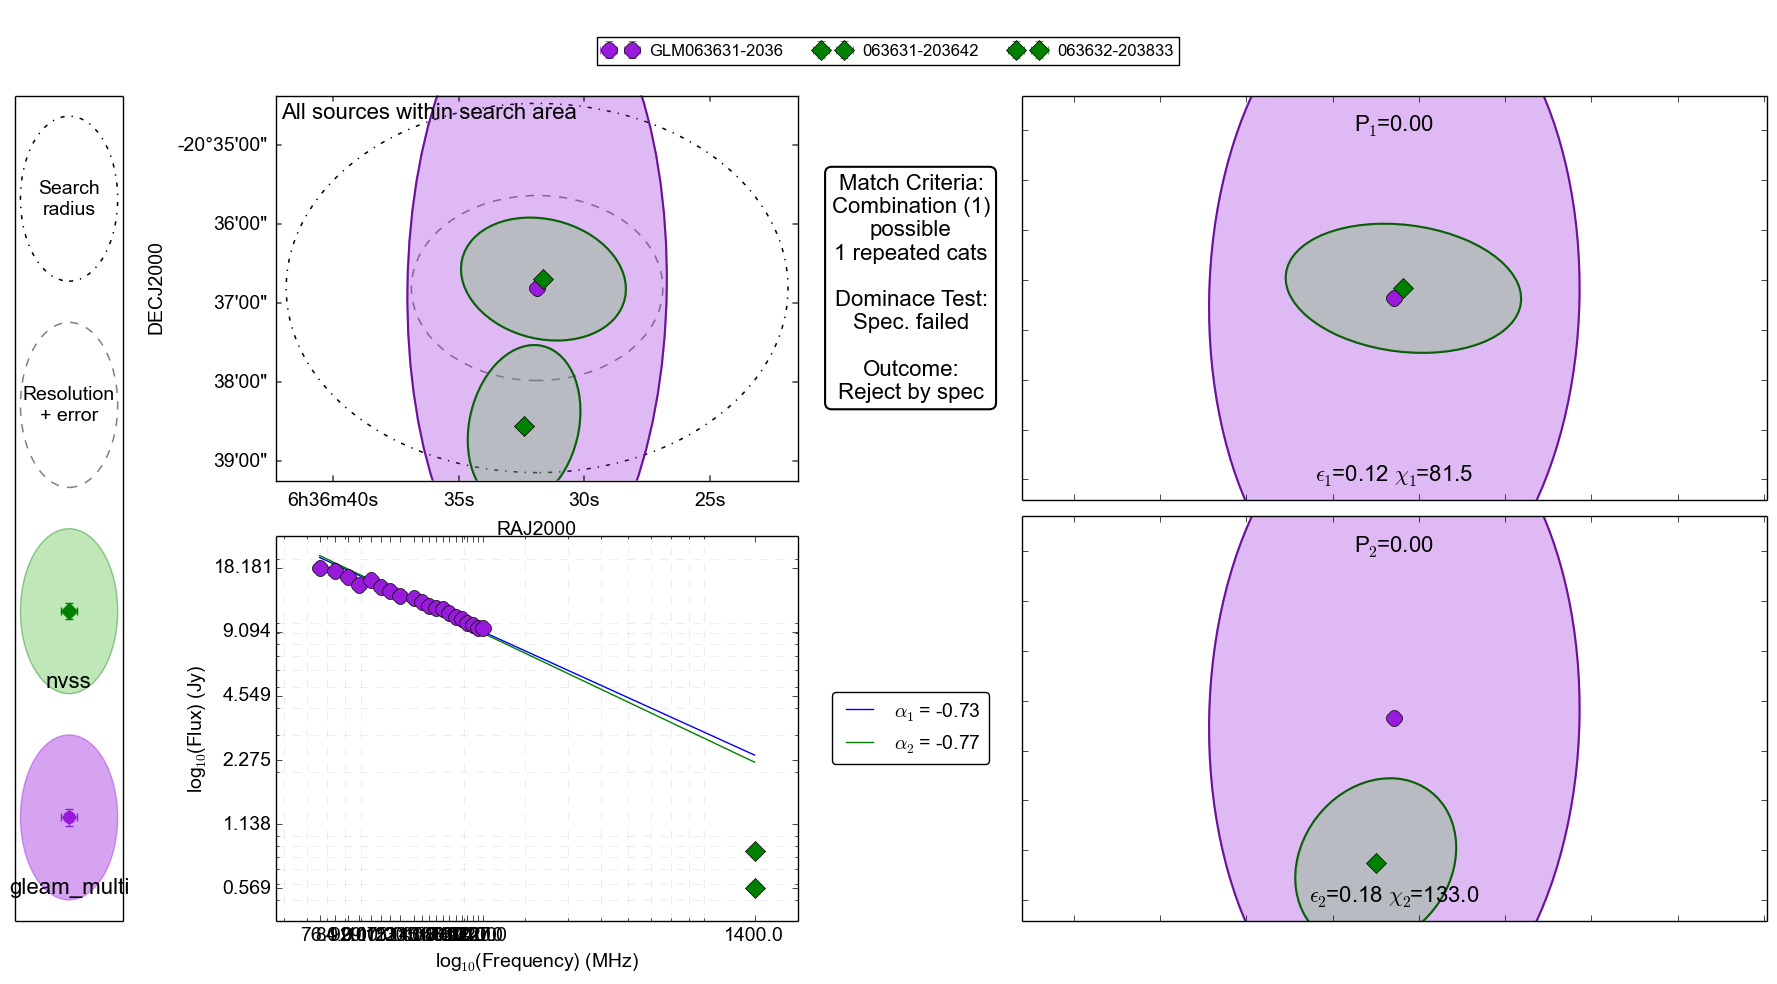 GLM063631-2036 063631-203642 063632-203833
Search
radius
Resolution
+ error
nvss
gleam_multi
All sources within search area
DECJ2000
-20°35'00"
36'00"
37'00"
38'00"
39'00"
6h36m40s 35s 30s 25s
RAJ2000
Match Criteria:
Combination (1)
possible
1 repeated cats
Dominace Test:
Spec. failed
Outcome:
Reject by spec
P1=0.00
ϵ1=0.12 χ1=81.5
P2=0.00
ϵ2=0.18 χ2=133.0
log10(Flux) (Jy)
18.181
9.094
4.549
2.275
1.138
0.569
1400.0
log10(Frequency) (MHz)
α1 = -0.73
α2 = -0.77